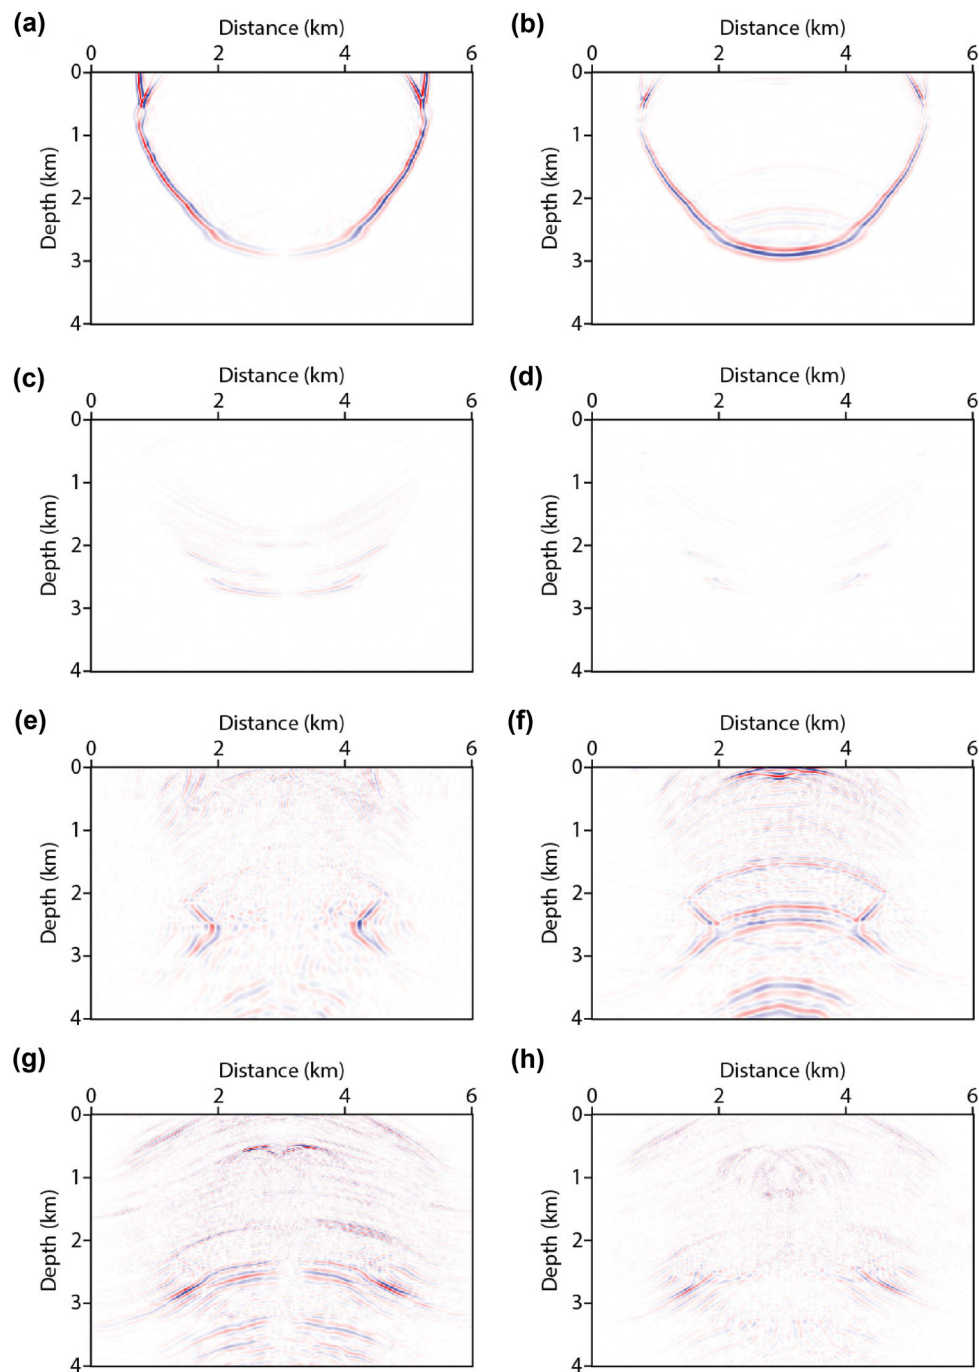 (a) Distance (km) (b) Distance (km)
0 2 4 6 0 2 4 6
0 0
1 1
Depth (km) Depth (km)
2 2
3 3
4 4
(c) Distance (km) (d) Distance (km)
0 2 4 6 0 2 4 6
0 0
1 1
Depth (km) Depth (km)
2 2
3 3
4 4
(e) Distance (km) (f) Distance (km)
0 2 4 6 0 2 4 6
0 0
1 1
Depth (km) Depth (km)
2 2
3 3
4 4
(g) Distance (km) (h) Distance (km)
0 2 4 6 0 2 4 6
0 0
1 1
Depth (km) Depth (km)
2 2
3 3
4 4